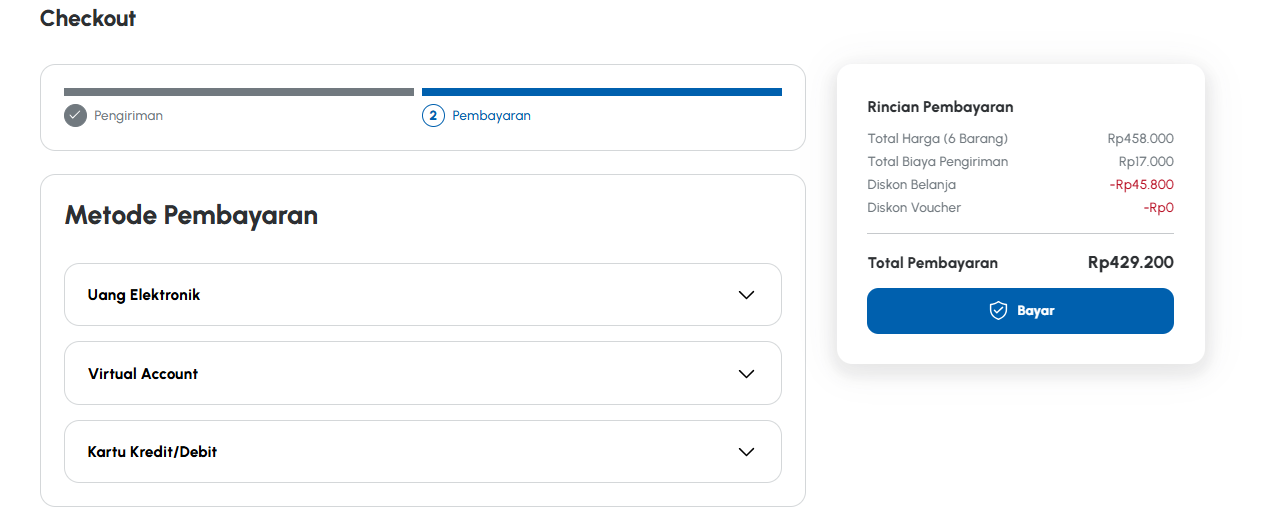 Checkout
Pengiriman
2 Pembayaran
Metode Pembayaran
Uang Elektronik
Virtual Account
Kartu Kredit/Debit
Rincian Pembayaran
Total Harga (6 Barang) Rp458.000
Total Biaya Pengiriman Rp17.000
Diskon Belanja -Rp45.800
Diskon Voucher -Rp0
Total Pembayaran Rp429.200
Bayar